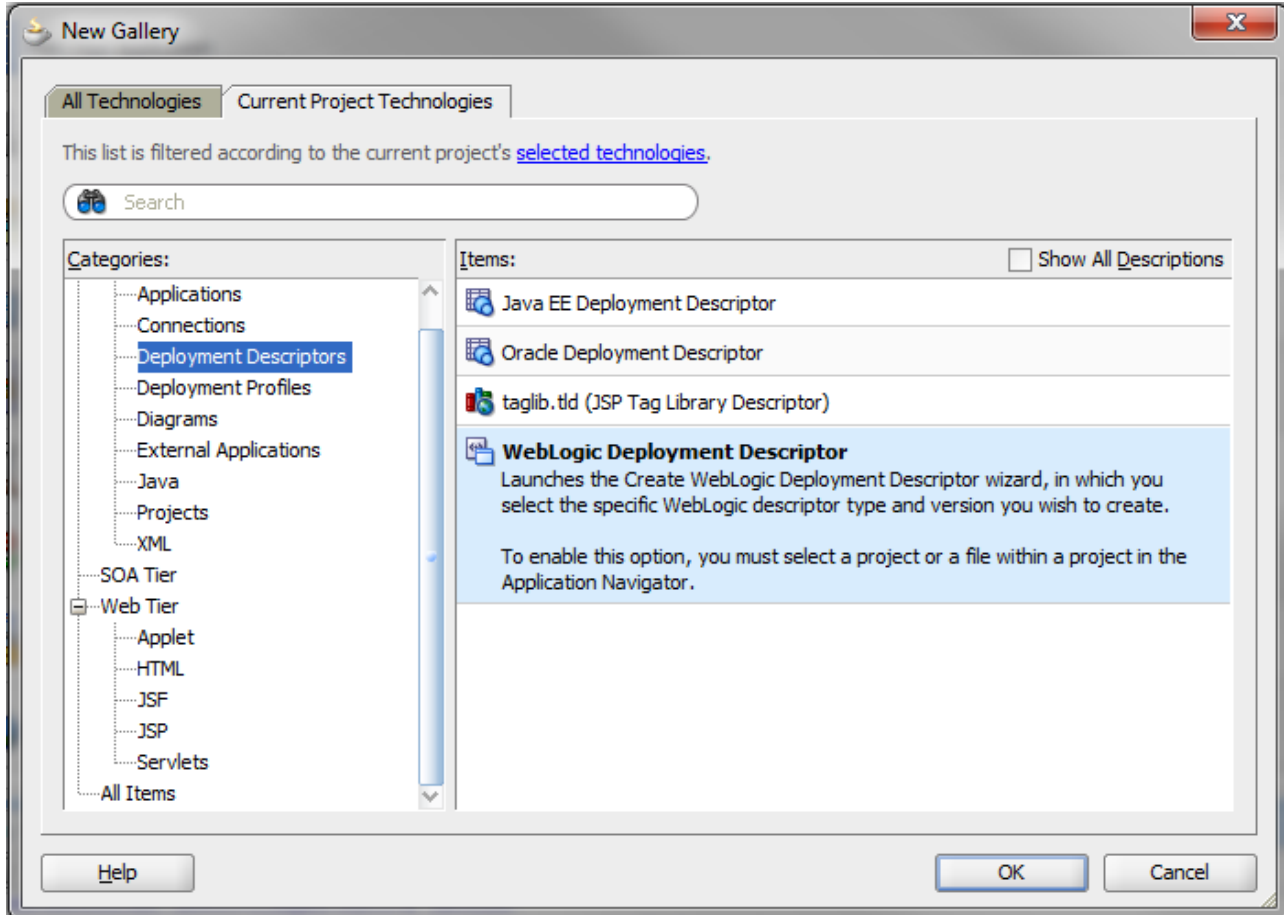 New Gallery
All Technologies
Current Project Technologies
This list is filtered according to the current project's selected technologies.
Search
Categories:
Applications
Connections
Deployment Descriptors
Deployment Profiles
Diagrams
External Applications
Java
Projects
XML
SOA Tier
Web Tier
Applet
HTML
JSF
JSP
Servlets
All Items
Items:
Show All Descriptions
Java EE Deployment Descriptor
Oracle Deployment Descriptor
taglib.tld (JSP Tag Library Descriptor)
WebLogic Deployment Descriptor
Launches the Create WebLogic Deployment Descriptor wizard, in which you
select the specific WebLogic descriptor type and version you wish to create.
To enable this option, you must select a project or a file within a project in the
Application Navigator.
Help
OK
Cancel